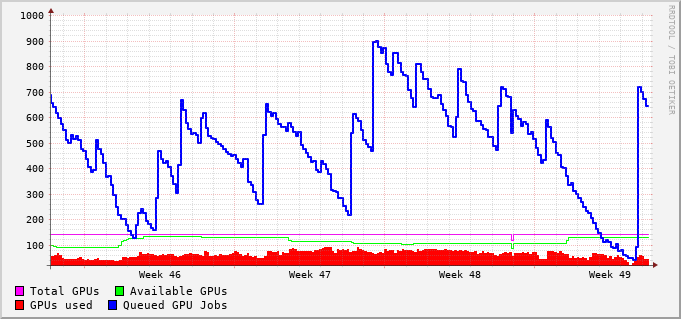 1000
900
800
700
600
500
400
300
200
100
Week 46 Week 47 Week 48 Week 49
Total GPUs Available GPUs
GPUs used Queued GPU Jobs
RRDTOOL / TOBI OETIKER